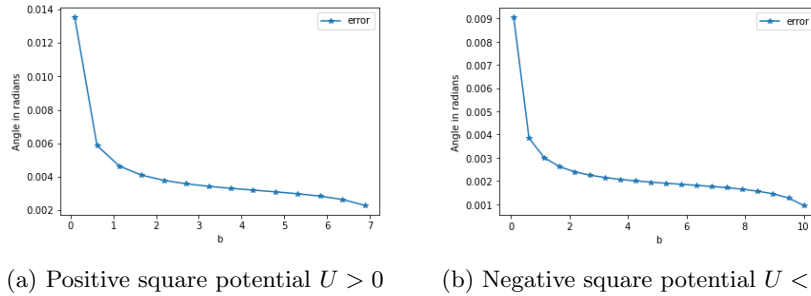 0.014
0.012
0.010
0.008
0.006
0.004
0.002
Angle in radians
0 1 2 3 4 5 6 7
b
error
0.009
0.008
0.007
0.006
0.005
0.004
0.003
0.002
0.001
Angle in radians
0 2 4 6 8 10
b
error
(a) Positive square potential U > 0
(b) Negative square potential U <